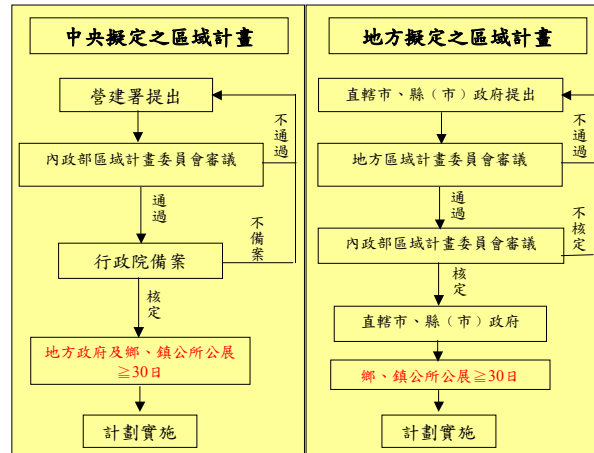 中央擬定之區域計畫
營建署提出
不通過
內政部區域計畫委員會審議
通過
不備案
行政院備案
核定
地方政府及鄉、鎮公所公展
≧30日
計劃實施
地方擬定之區域計畫
直轄市、縣（市）政府提出
不通過
地方區域計畫委員會審議
通過
不核定
內政部區域計畫委員會審議
核定
直轄市、縣（市）政府
鄉、鎮公所公展≧30日
計劃實施